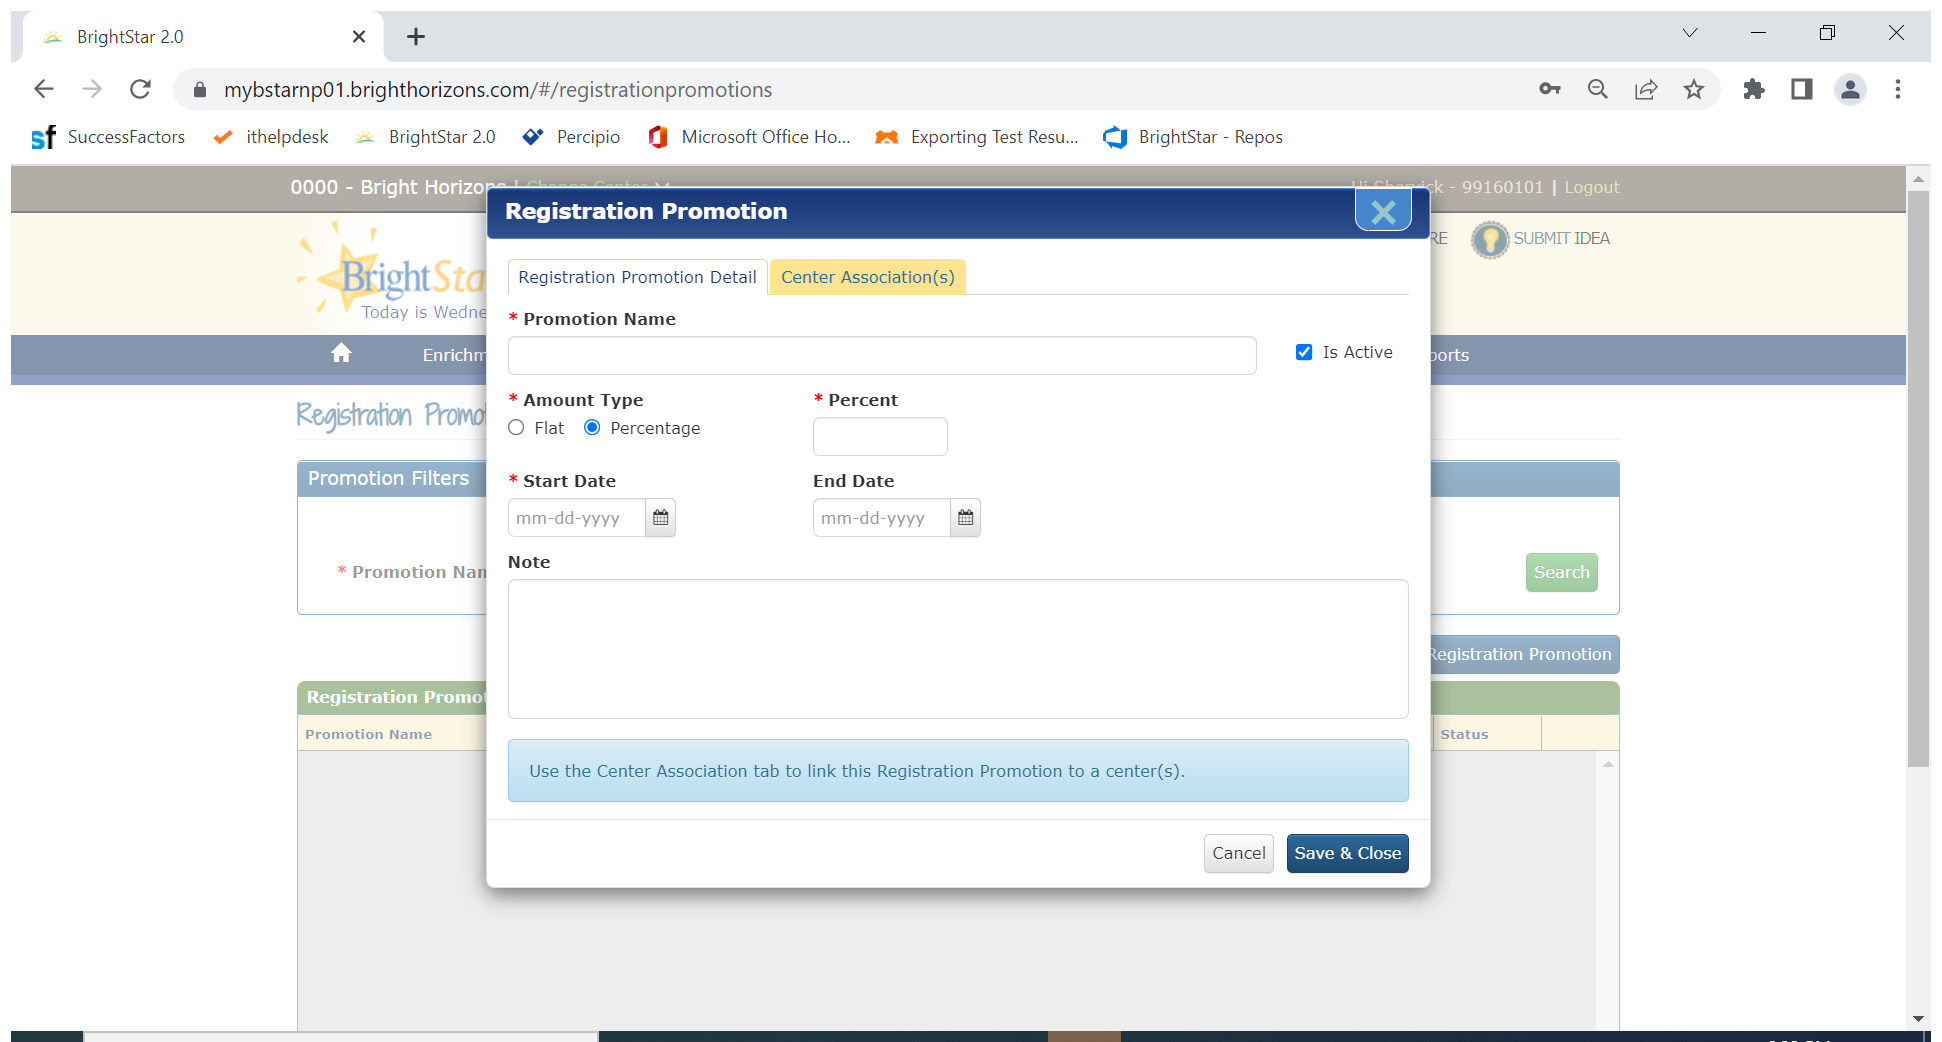 BrightStar 2.0
mybstarnp01.brighthorizons.com/#/registrationpromotions
SuccessFactors ithelpdesk BrightStar 2.0 Percipio Microsoft Office Ho... Exporting Test Resu... BrightStar - Repos
0000 - Bright Horizons | Change Center
- 99160101 | Logout
Registration Promotion
SUBMIT IDEA
BrightSta
Today is Wedne
Registration Promotion Detail Center Association(s)
* Promotion Name
Is Active
Enrichm
ports
* Amount Type * Percent
Flat Percentage
Registration Promo
* Start Date End Date
Promotion Filters
mm-dd-yyyy mm-dd-yyyy
Note
* Promotion Nam
Search
Registration Promotion
Registration Promot
Promotion Name Status
Use the Center Association tab to link this Registration Promotion to a center(s).
Cancel Save & Close